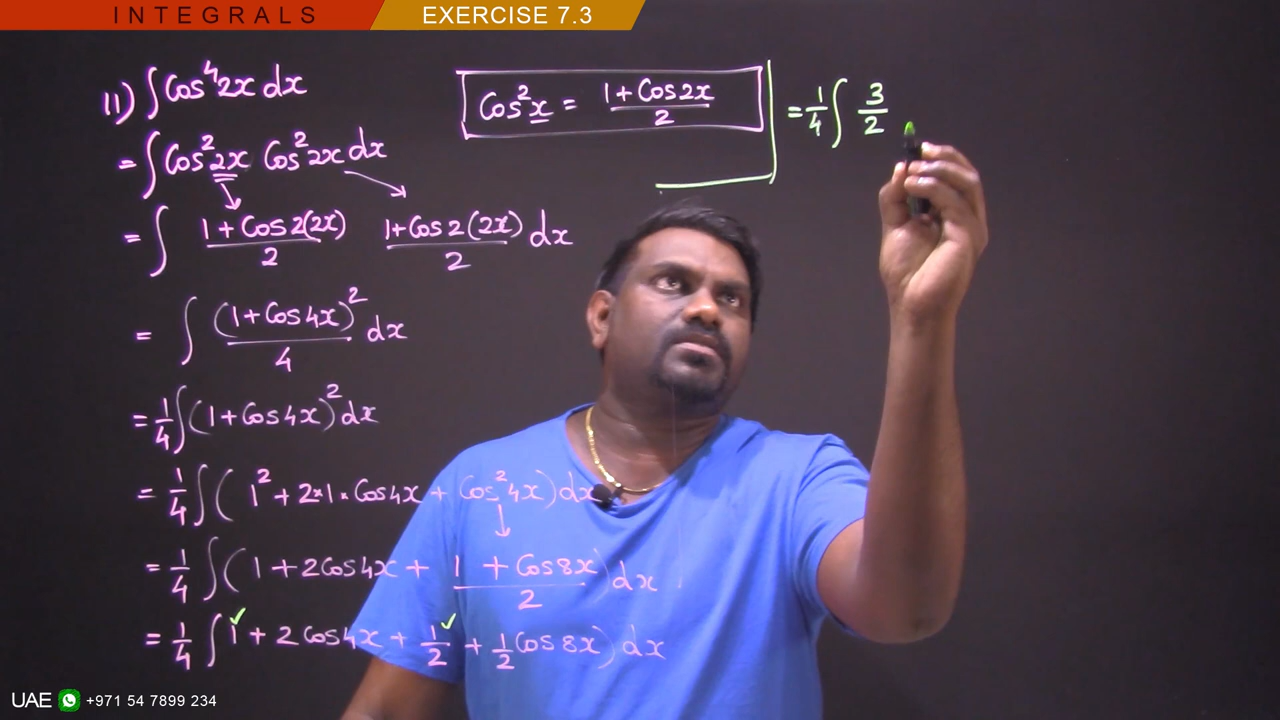 INTEGRALS
EXERCISE 7.3
11) ∫Cos⁴2x dx
= ∫Cos²2x Cos²2x dx
= ∫ (1+Cos2(2x))/2 (1+Cos2(2x))/2 dx
= ∫ (1+Cos4x)²/4 dx
= 1/4 ∫(1+Cos4x)² dx
= 1/4 ∫( 1² + 2×1×Cos4x + Cos²4x) dx
= 1/4 ∫( 1 + 2Cos4x + (1 + Cos8x)/2 ) dx
= 1/4 ∫ 1 + 2 Cos4x + 1/2 + 1/2 Cos8x) dx
Cos²x = (1+Cos2x)/2
= 1/4 ∫ 3/2
UAE +971 54 7899 234